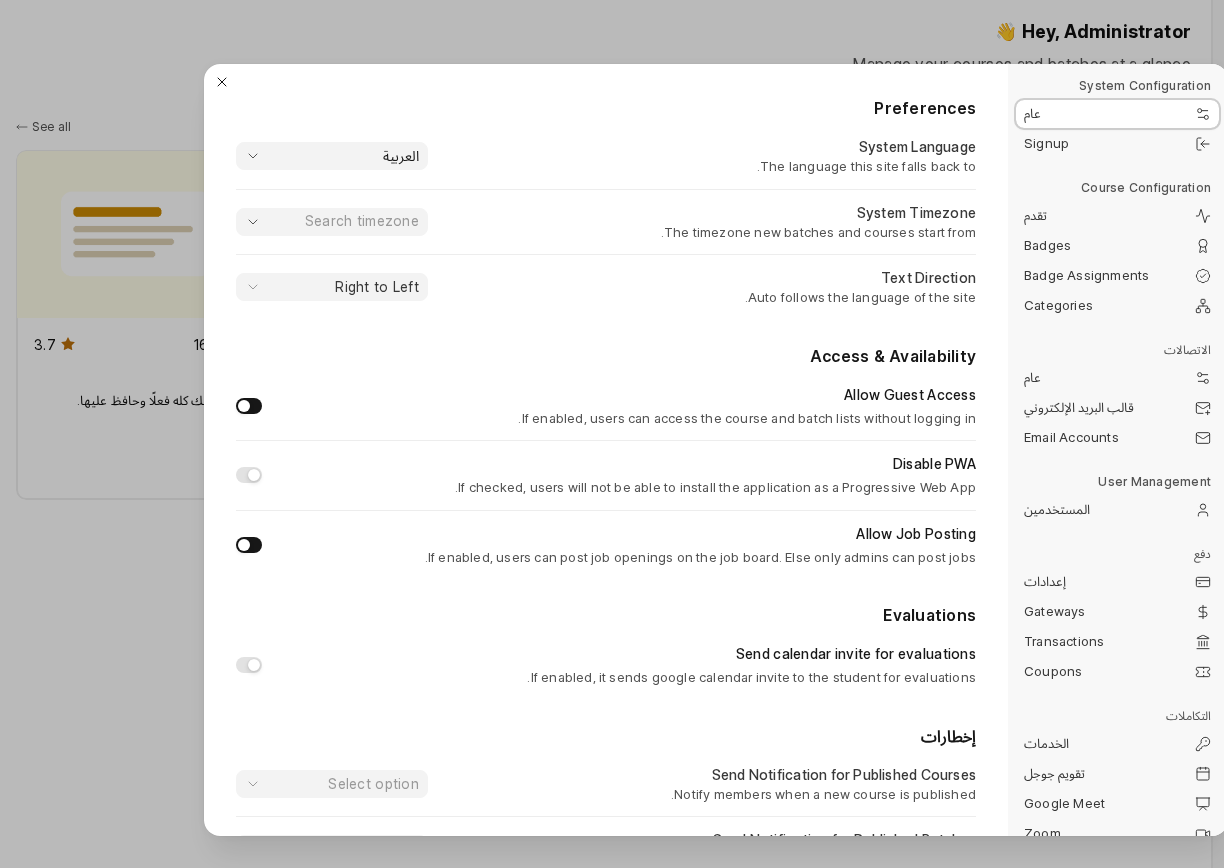 Hey, Administrator 👋
Manage your courses and batches at a glance
← See all
3.7
System Configuration
عام
Signup
Course Configuration
تقدم
Badges
Badge Assignments
Categories
الاتصالات
عام
قالب البريد الإلكتروني
Email Accounts
User Management
المستخدمين
دفع
إعدادات
Gateways
Transactions
Coupons
التكاملات
الخدمات
تقويم جوجل
Google Meet
Zoom
Preferences
System Language
The language this site falls back to.
العربية
System Timezone
The timezone new batches and courses start from.
Search timezone
Text Direction
Auto follows the language of the site.
Right to Left
Access & Availability
Allow Guest Access
If enabled, users can access the course and batch lists without logging in.
Disable PWA
If checked, users will not be able to install the application as a Progressive Web App.
Allow Job Posting
If enabled, users can post job openings on the job board. Else only admins can post jobs.
Evaluations
Send calendar invite for evaluations
If enabled, it sends google calendar invite to the student for evaluations.
إخطارات
Send Notification for Published Courses
Notify members when a new course is published.
Select option
كله فعلًا وحافظ عليها.